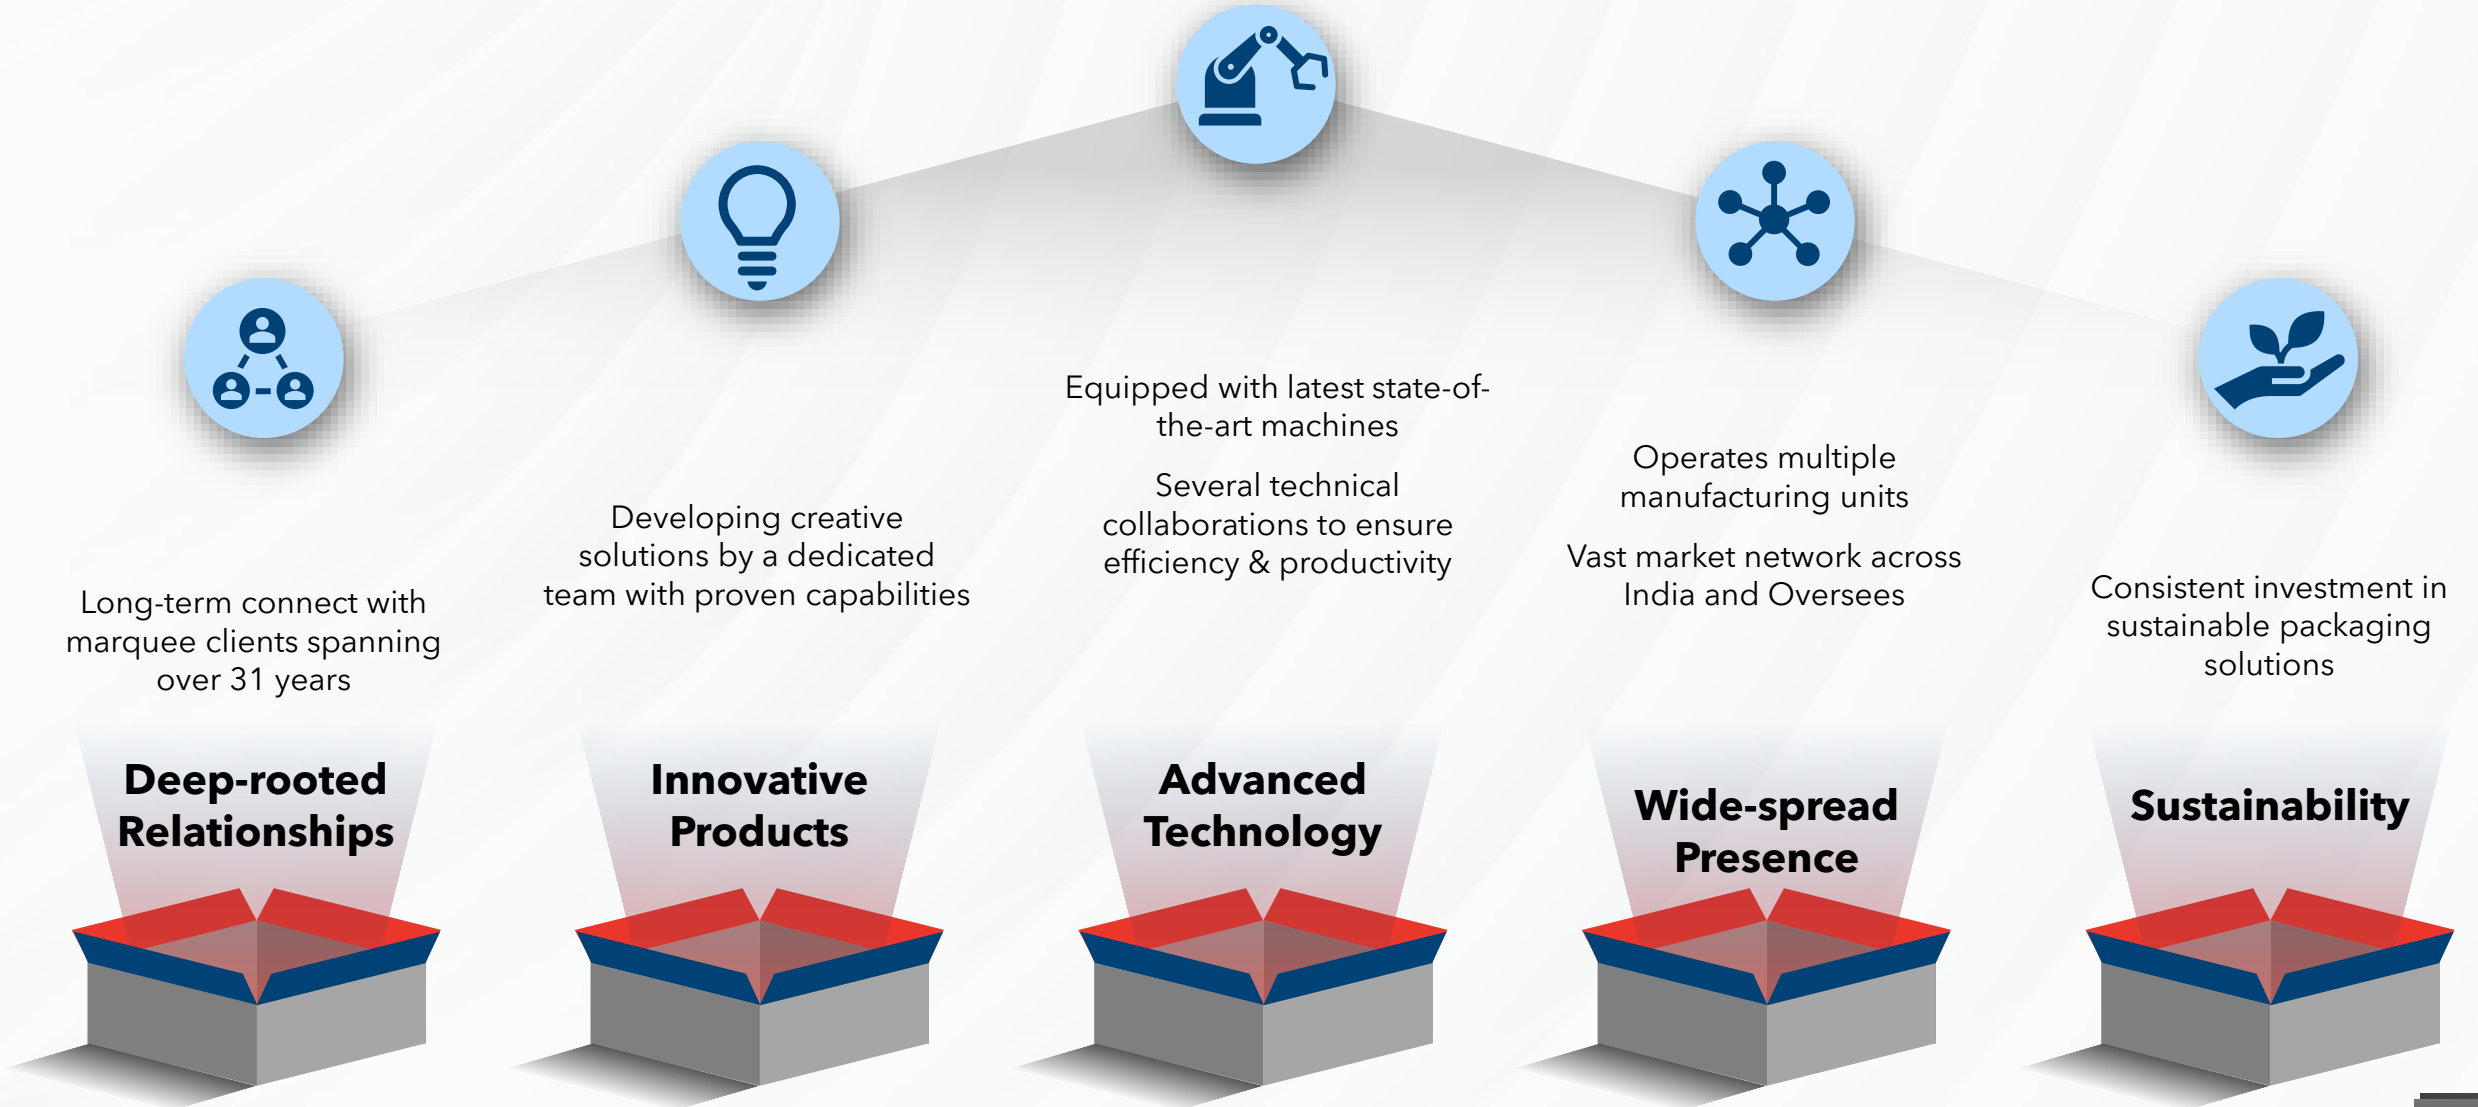 Long-term connect with
marquee clients spanning
over 31 years
Deep-rooted
Relationships
Developing creative
solutions by a dedicated
team with proven capabilities
Innovative
Products
Equipped with latest state-of-
the-art machines
Several technical
collaborations to ensure
efficiency & productivity
Advanced
Technology
Operates multiple
manufacturing units
Vast market network across
India and Oversees
Wide-spread
Presence
Consistent investment in
sustainable packaging
solutions
Sustainability